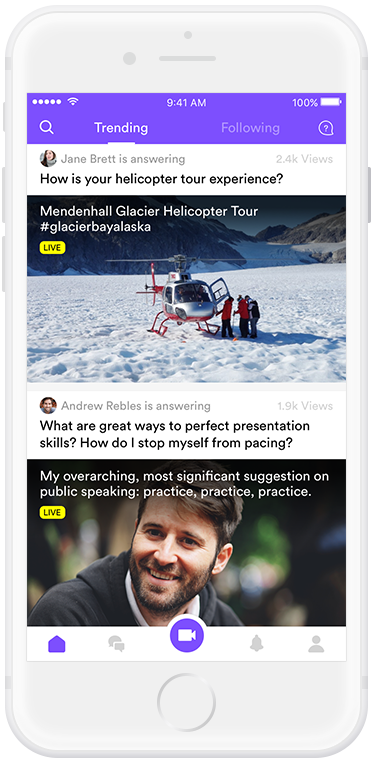 9:41 AM
100%
Trending
Following
?
Jane Brett is answering
2.4k Views
How is your helicopter tour experience?
Mendenhall Glacier Helicopter Tour
#glacierbayalaska
LIVE
Andrew Rebles is answering
1.9k Views
What are great ways to perfect presentation
skills? How do I stop myself from pacing?
My overarching, most significant suggestion on
public speaking: practice, practice, practice.
LIVE